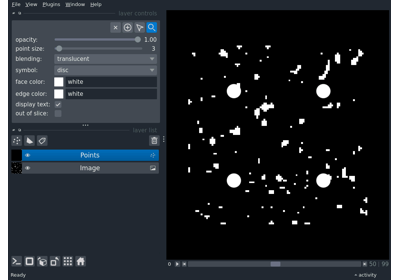 File View Plugins Window Help
layer controls
opacity: 1.00
point size: 3
blending: translucent
symbol: disc
face color: white
edge color: white
display text:
out of slice:
layer list
Points
Image
50 99
Ready
activity